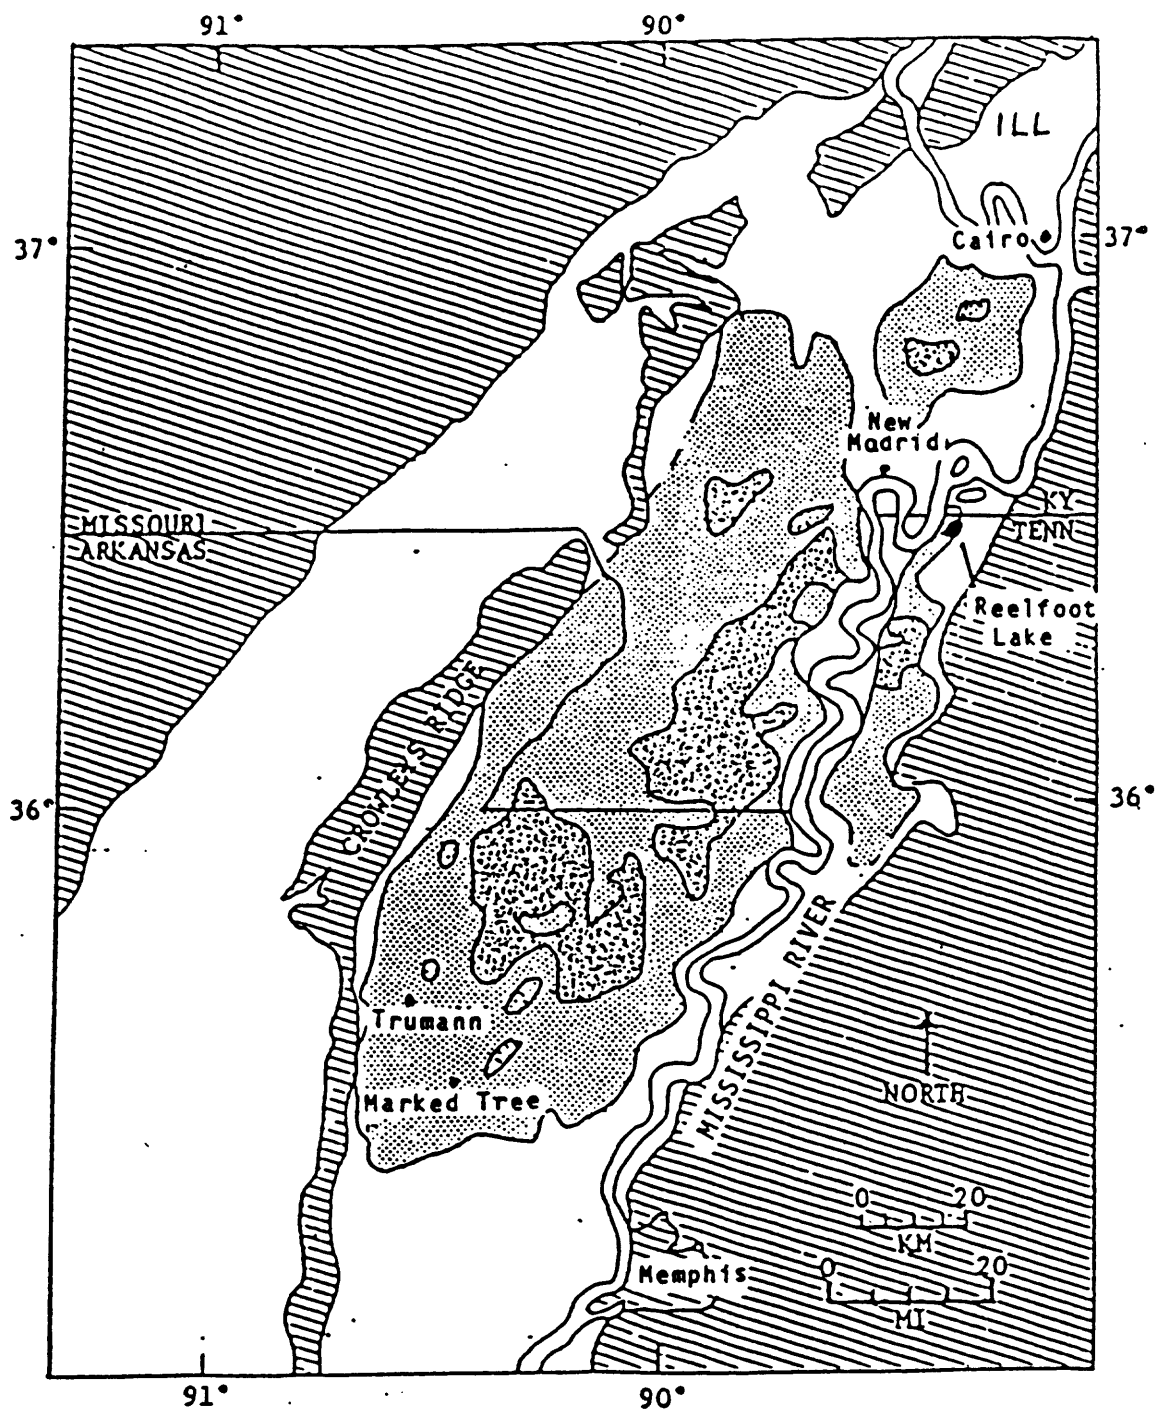 91°
90°
ILL
37°
Cairo
37°
New
Madrid
MISSOURI
ARKANSAS
KY
TENN
Reelfoot
Lake
CROWLEYS RIDGE
36°
36°
MISSISSIPPI RIVER
Trumann
NORTH
Marked Tree
0 20
KM
Memphis
0 20
MI
91°
90°